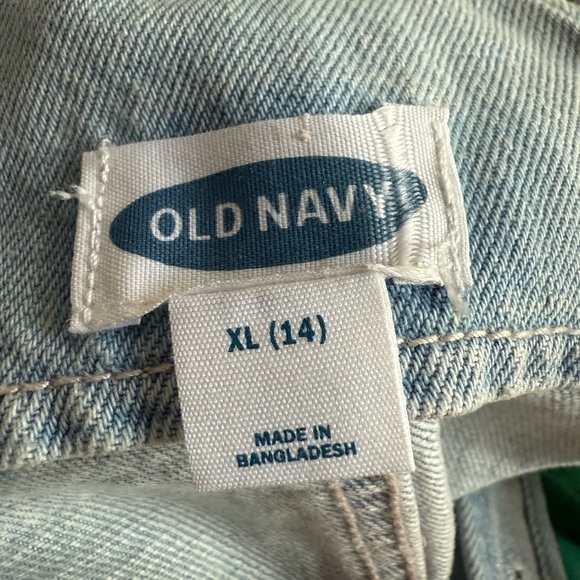 OLD NAVY
XL (14)
MADE IN
BANGLADESH